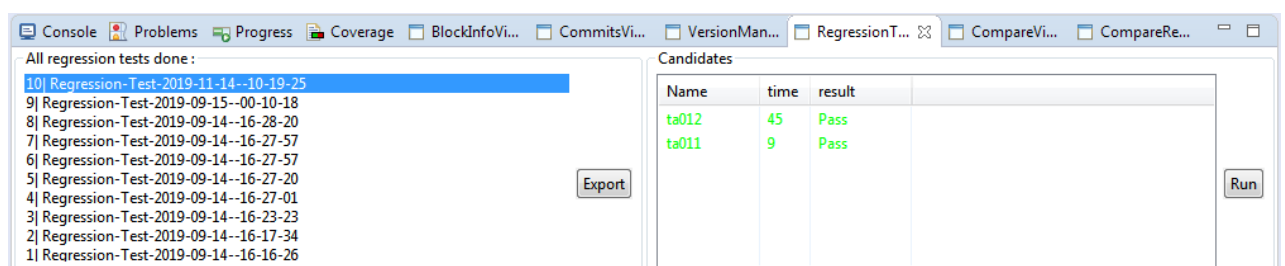 Console Problems Progress Coverage BlockInfoVi... CommitsVi... VersionMan... RegressionT... CompareVi... CompareRe...
All regression tests done :
10| Regression-Test-2019-11-14--10-19-25
9| Regression-Test-2019-09-15--00-10-18
8| Regression-Test-2019-09-14--16-28-20
7| Regression-Test-2019-09-14--16-27-57
6| Regression-Test-2019-09-14--16-27-57
5| Regression-Test-2019-09-14--16-27-20
4| Regression-Test-2019-09-14--16-27-01
3| Regression-Test-2019-09-14--16-23-23
2| Regression-Test-2019-09-14--16-17-34
1| Regression-Test-2019-09-14--16-16-26
Export
Candidates
Name time result
ta012 45 Pass
ta011 9 Pass
Run